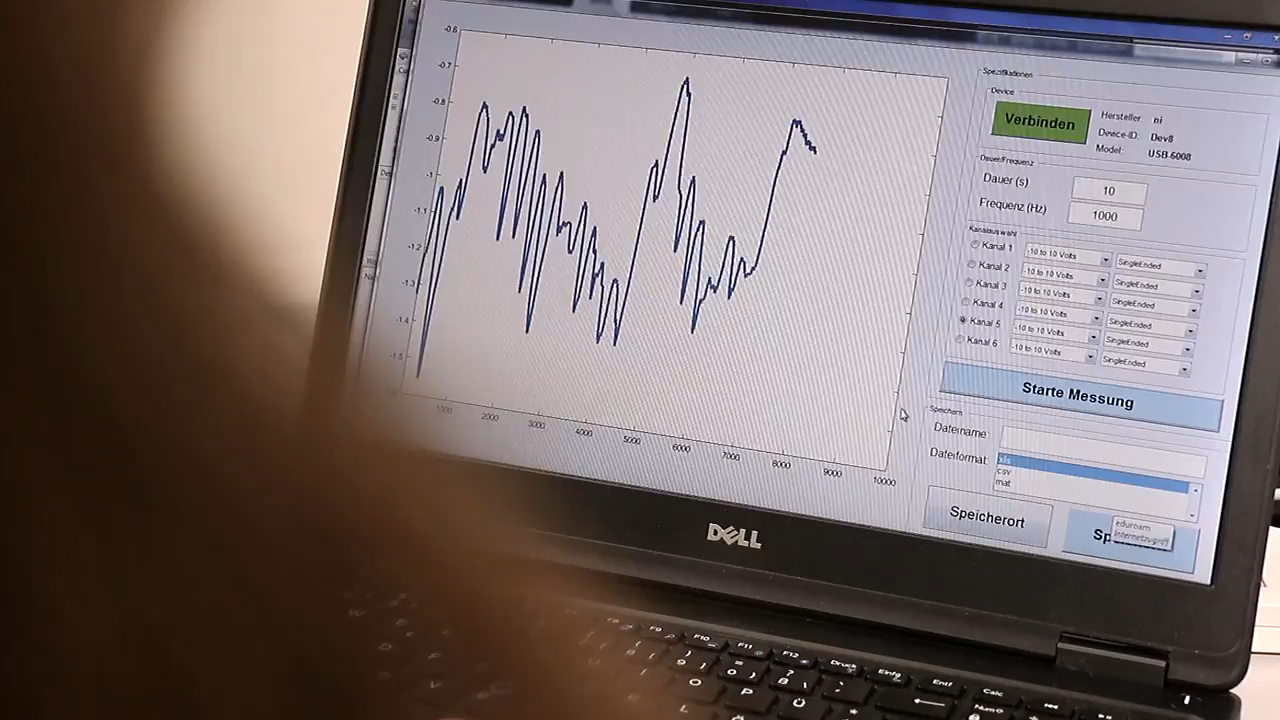 -0.6
-0.7
-0.8
-0.9
-1
-1.1
-1.2
-1.3
-1.4
-1.5
1000
2000
3000
4000
5000
6000
7000
8000
9000
10000
Spezifikationen
Device
Verbinden
Hersteller: ni
Device-ID: Dev8
Model: USB-6008
Dauer/Frequenz
Dauer (s) 10
Frequenz (Hz) 1000
Kanalauswahl
Kanal 1 -10 to 10 Volts SingleEnded
Kanal 2 -10 to 10 Volts SingleEnded
Kanal 3 -10 to 10 Volts SingleEnded
Kanal 4 -10 to 10 Volts SingleEnded
Kanal 5 -10 to 10 Volts SingleEnded
Kanal 6 -10 to 10 Volts SingleEnded
Starte Messung
Speichern
Dateiname:
Dateiformat: xls
csv
mat
Speicherort
Sp
eduroam
Internetzugriff
DELL
F9 F10 F11 F12 Druck Einfg Entf Calc
O P Ü
L